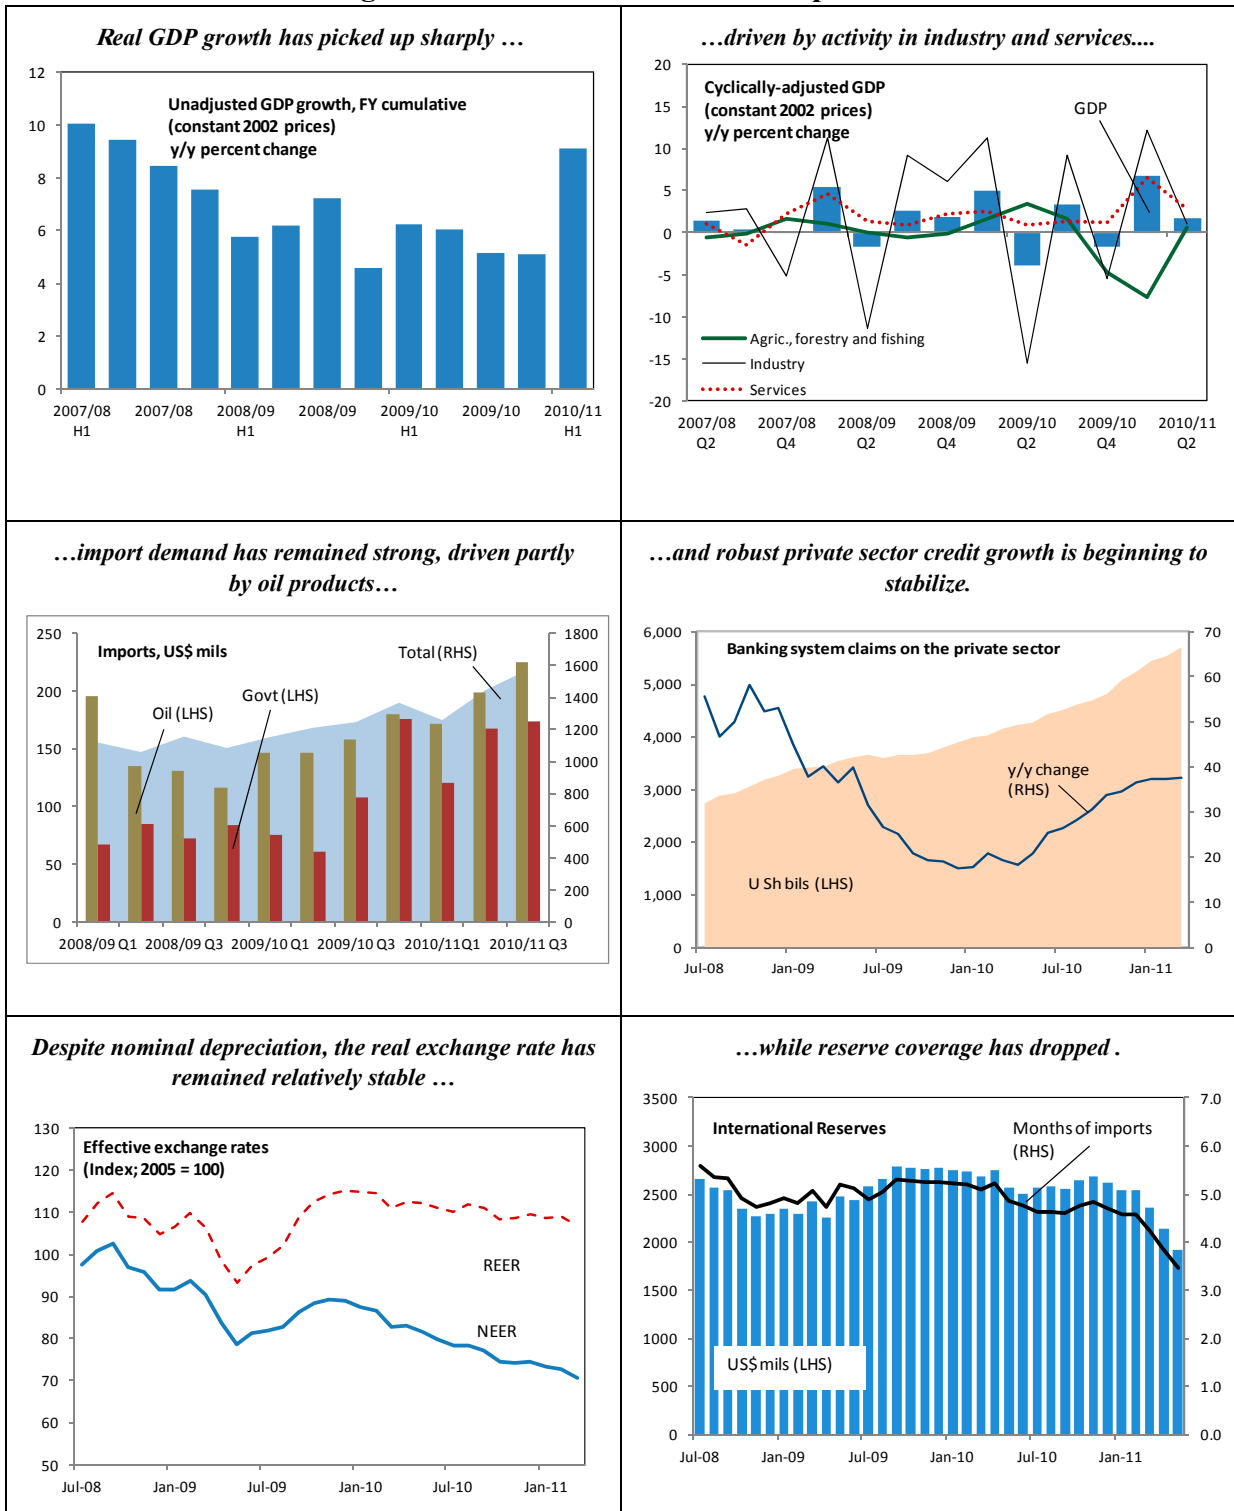 Real GDP growth has picked up sharply …
12
10
8
6
4
2
0
Unadjusted GDP growth, FY cumulative
(constant 2002 prices)
y/y percent change
2007/08 2007/08 2008/09 2008/09 2009/10 2009/10 2010/11
H1 H1 H1 H1
…driven by activity in industry and services....
20
15
10
5
0
-5
-10
-15
-20
Cyclically-adjusted GDP
(constant 2002 prices)
y/y percent change
GDP
Agric., forestry and fishing
Industry
Services
2007/08 2007/08 2008/09 2008/09 2009/10 2009/10 2010/11
Q2 Q4 Q2 Q4 Q2 Q4 Q2
…import demand has remained strong, driven partly
by oil products…
250
200
150
100
50
0
Imports, US$ mils
Total (RHS)
Govt (LHS)
Oil (LHS)
1800
1600
1400
1200
1000
800
600
400
200
0
2008/09 Q1 2008/09 Q3 2009/10 Q1 2009/10 Q3 2010/11 Q1 2010/11 Q3
…and robust private sector credit growth is beginning to
stabilize.
6,000
5,000
4,000
3,000
2,000
1,000
0
Banking system claims on the private sector
y/y change
(RHS)
U Sh bils (LHS)
70
60
50
40
30
20
10
0
Jul-08 Jan-09 Jul-09 Jan-10 Jul-10 Jan-11
Despite nominal depreciation, the real exchange rate has
remained relatively stable …
130
120
110
100
90
80
70
60
50
Effective exchange rates
(Index; 2005 = 100)
REER
NEER
Jul-08 Jan-09 Jul-09 Jan-10 Jul-10 Jan-11
…while reserve coverage has dropped .
3500
3000
2500
2000
1500
1000
500
0
International Reserves
Months of imports
(RHS)
US$ mils (LHS)
7.0
6.0
5.0
4.0
3.0
2.0
1.0
0.0
Jul-08 Jan-09 Jul-09 Jan-10 Jul-10 Jan-11